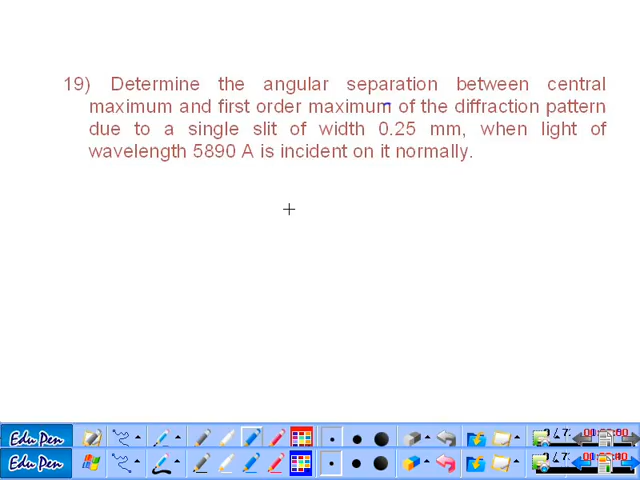 19) Determine the angular separation between central
maximum and first order maximum of the diffraction pattern
due to a single slit of width 0.25 mm, when light of
wavelength 5890 A is incident on it normally.
Edu Pen
Edu Pen